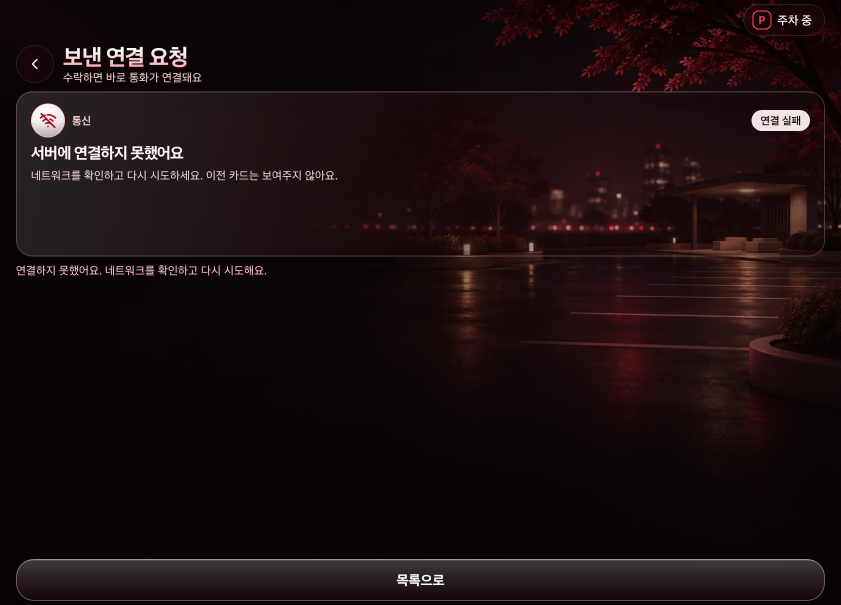 P 주차 중
보낸 연결 요청
수락하면 바로 통화가 연결돼요
통신
연결 실패
서버에 연결하지 못했어요
네트워크를 확인하고 다시 시도하세요. 이전 카드는 보여주지 않아요.
연결하지 못했어요. 네트워크를 확인하고 다시 시도해요.
목록으로